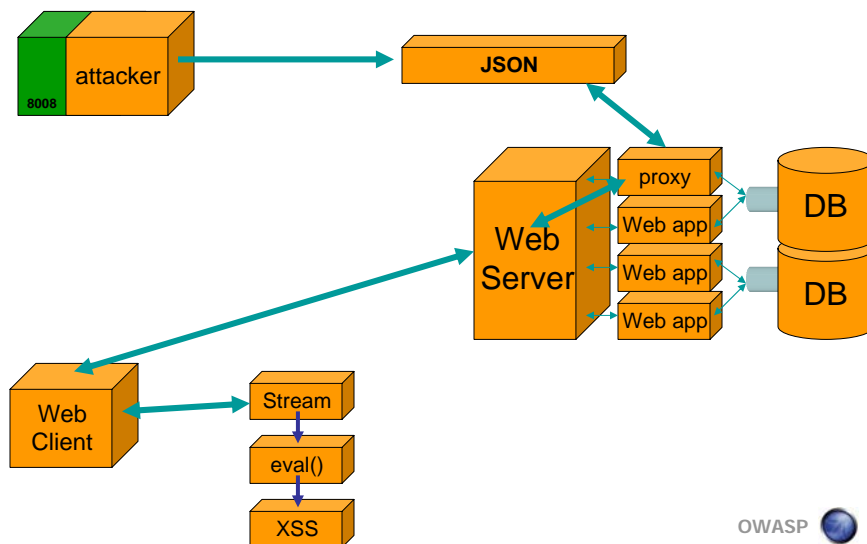 8008
attacker
JSON
Web
Server
proxy
Web app
Web app
Web app
DB
DB
Web
Client
Stream
eval()
XSS
OWASP